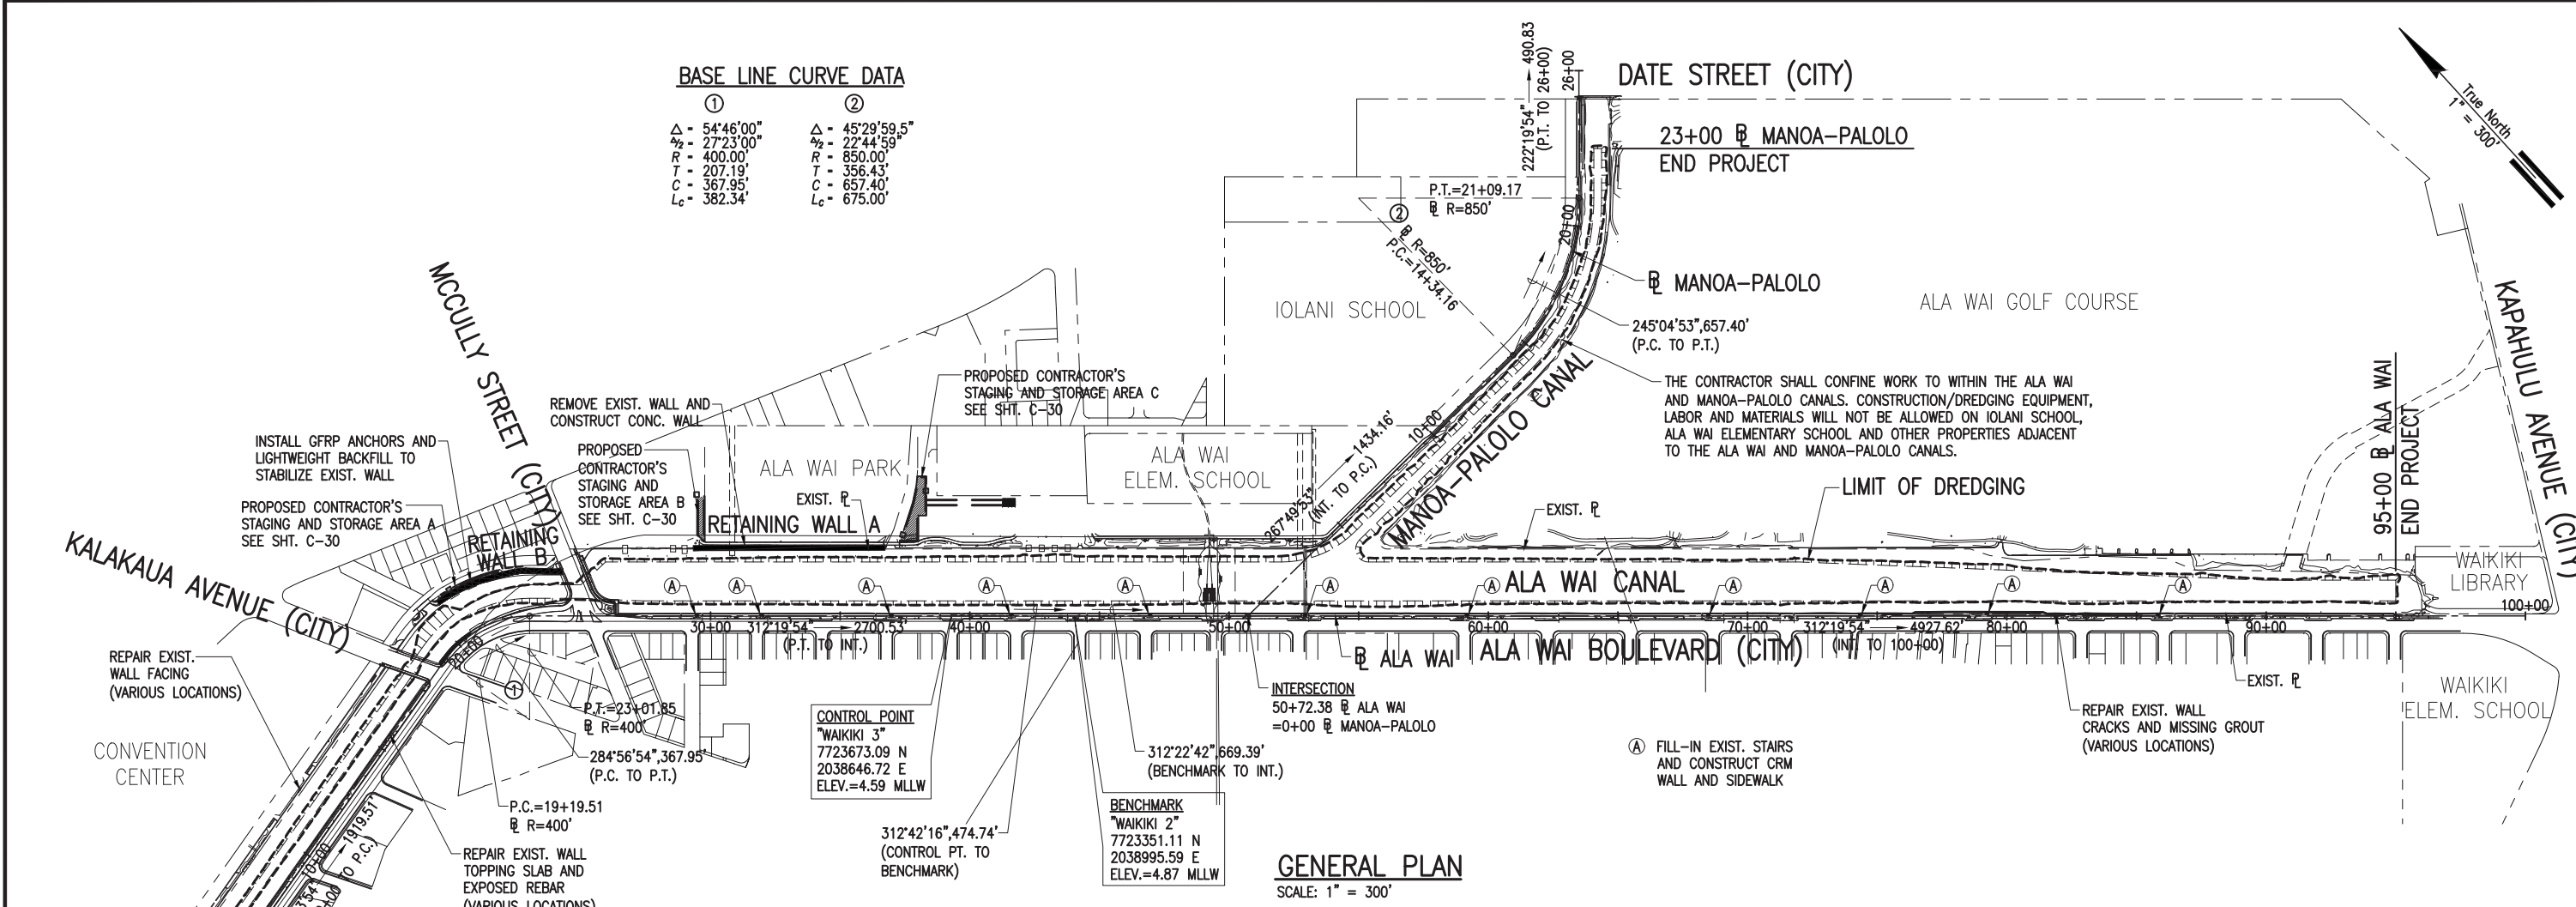 BASE LINE CURVE DATA
①
Δ - 54°46'00"
Δ/2 - 27°23'00"
R - 400.00'
T - 207.19'
C - 367.95'
Lc - 382.34'
②
Δ - 45°29'59.5"
Δ/2 - 22°44'59"
R - 850.00'
T - 356.43'
C - 657.40'
Lc - 675.00'
222°19'54" → 490.83
(P.T. TO 26+00)
26+00
DATE STREET (CITY)
23+00 ℄ MANOA-PALOLO
END PROJECT
True North
1" = 300'
P.T.=21+09.17
℄ R=850'
②
℄ R=850'
P.C.=14+34.16
20+00
℄ MANOA-PALOLO
IOLANI SCHOOL
ALA WAI GOLF COURSE
245°04'53",657.40'
(P.C. TO P.T.)
THE CONTRACTOR SHALL CONFINE WORK TO WITHIN THE ALA WAI
AND MANOA-PALOLO CANALS. CONSTRUCTION/DREDGING EQUIPMENT,
LABOR AND MATERIALS WILL NOT BE ALLOWED ON IOLANI SCHOOL,
ALA WAI ELEMENTARY SCHOOL AND OTHER PROPERTIES ADJACENT
TO THE ALA WAI AND MANOA-PALOLO CANALS.
KAPAHULU AVENUE (CITY)
95+00 ℄ ALA WAI
END PROJECT
MCCULLY STREET (CITY)
PROPOSED CONTRACTOR'S
STAGING AND STORAGE AREA C
SEE SHT. C-30
REMOVE EXIST. WALL AND
CONSTRUCT CONC. WALL
INSTALL GFRP ANCHORS AND
LIGHTWEIGHT BACKFILL TO
STABILIZE EXIST. WALL
PROPOSED
CONTRACTOR'S
STAGING AND
STORAGE AREA B
SEE SHT. C-30
ALA WAI PARK
EXIST. ℄
ALA WAI
ELEM. SCHOOL
267°49'53" → 1434.16'
(INT. TO P.C.)
10+00
MANOA-PALOLO CANAL
LIMIT OF DREDGING
EXIST. ℄
PROPOSED CONTRACTOR'S
STAGING AND STORAGE AREA A
SEE SHT. C-30
RETAINING
WALL B
RETAINING WALL A
KALAKAUA AVENUE (CITY)
WAIKIKI
LIBRARY
Ⓐ
Ⓐ
Ⓐ
Ⓐ
Ⓐ
Ⓐ
Ⓐ
ALA WAI CANAL
Ⓐ
Ⓐ
Ⓐ
Ⓐ
100+00
20+00
30+00
312°19'54" → 2700.53'
(P.T. TO INT.)
40+00
50+00
60+00
70+00
312°19'54" → 4927.62'
(INT. TO 100+00)
80+00
90+00
℄ ALA WAI
ALA WAI BOULEVARD (CITY)
REPAIR EXIST.
WALL FACING
(VARIOUS LOCATIONS)
①
P.T.=23+01.85
℄ R=400'
284°56'54",367.95'
(P.C. TO P.T.)
P.C.=19+19.51
℄ R=400'
CONVENTION
CENTER
CONTROL POINT
"WAIKIKI 3"
7723673.09 N
2038646.72 E
ELEV.=4.59 MLLW
312°42'16",474.74'
(CONTROL PT. TO
BENCHMARK)
BENCHMARK
"WAIKIKI 2"
7723351.11 N
2038995.59 E
ELEV.=4.87 MLLW
312°22'42",669.39'
(BENCHMARK TO INT.)
INTERSECTION
50+72.38 ℄ ALA WAI
=0+00 ℄ MANOA-PALOLO
Ⓐ FILL-IN EXIST. STAIRS
AND CONSTRUCT CRM
WALL AND SIDEWALK
REPAIR EXIST. WALL
CRACKS AND MISSING GROUT
(VARIOUS LOCATIONS)
EXIST. ℄
WAIKIKI
ELEM. SCHOOL
10+00
1919.51'
TO P.C.)
REPAIR EXIST. WALL
TOPPING SLAB AND
EXPOSED REBAR
(VARIOUS LOCATIONS)
GENERAL PLAN
SCALE: 1" = 300'